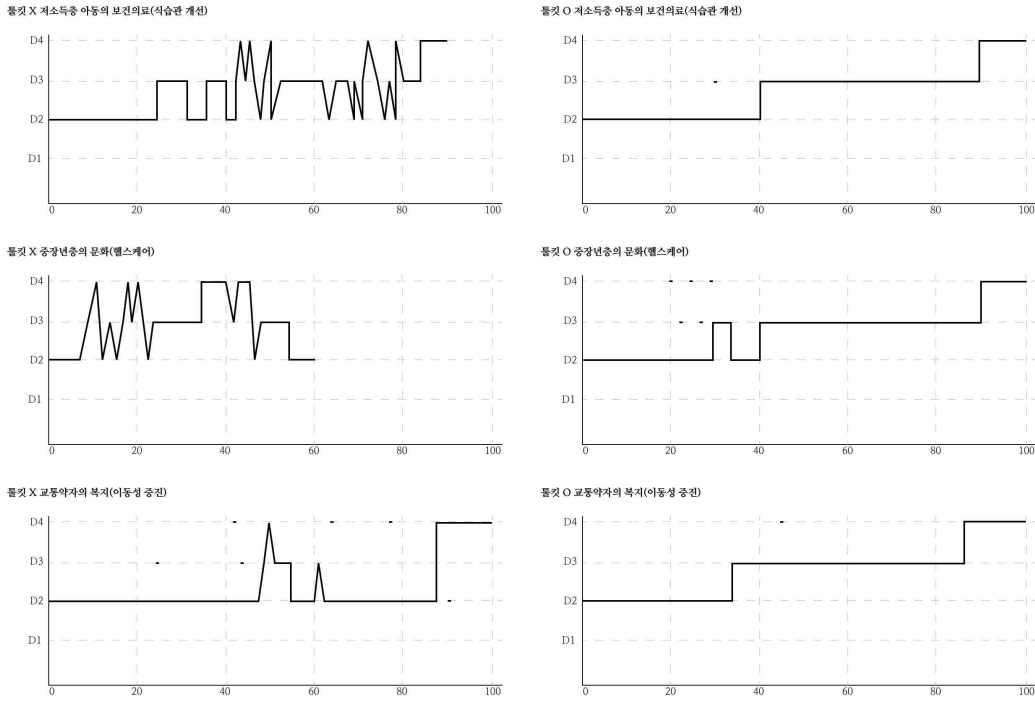 툴킷 X 저소득층 아동의 보건의료(식습관 개선)
D4
D3
D2
D1
0 20 40 60 80 100
툴킷 O 저소득층 아동의 보건의료(식습관 개선)
D4
D3
D2
D1
0 20 40 60 80 100
툴킷 X 중장년층의 문화(헬스케어)
D4
D3
D2
D1
0 20 40 60 80 100
툴킷 O 중장년층의 문화(헬스케어)
D4
D3
D2
D1
0 20 40 60 80 100
툴킷 X 교통약자의 복지(이동성 증진)
D4
D3
D2
D1
0 20 40 60 80 100
툴킷 O 교통약자의 복지(이동성 증진)
D4
D3
D2
D1
0 20 40 60 80 100